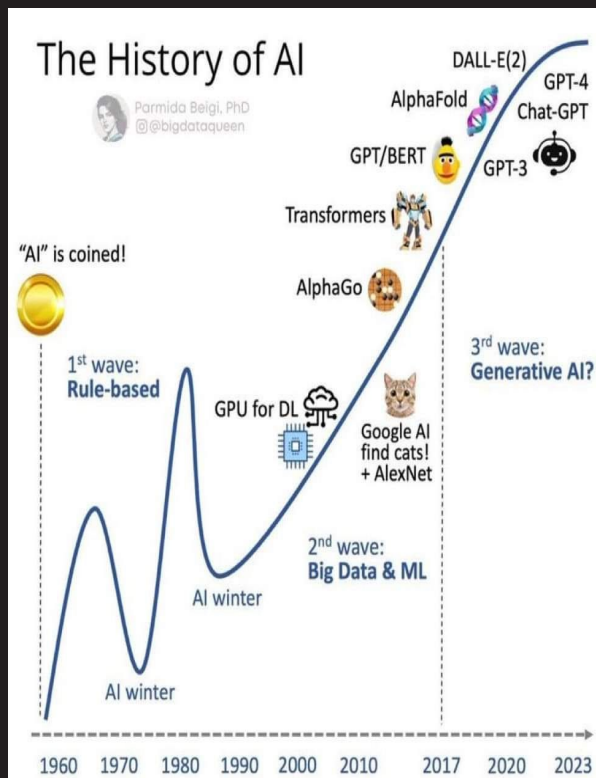 The History of AI
Parmida Beigi, PhD
@bigdataqueen
DALL-E(2)
GPT-4
AlphaFold
Chat-GPT
GPT/BERT
GPT-3
Transformers
“AI” is coined!
AlphaGo
1st wave:
Rule-based
3rd wave:
Generative AI?
GPU for DL
Google AI
find cats!
+ AlexNet
2nd wave:
Big Data & ML
AI winter
AI winter
1960 1970 1980 1990 2000 2010 2017 2020 2023